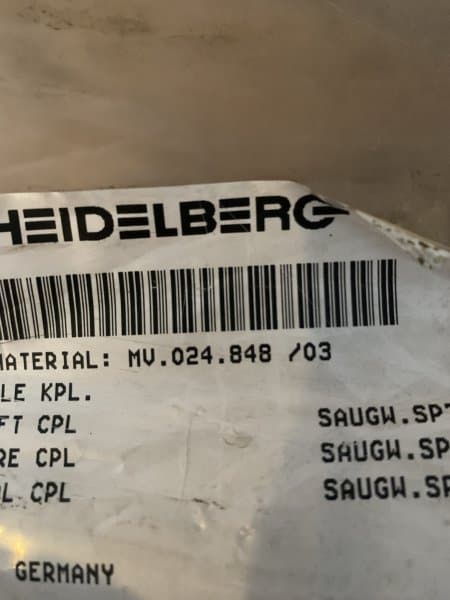 HEIDELBERG
MATERIAL: MV.024.848 /03
LE KPL.
FT CPL SAUGW.SPT
RE CPL SAUGW.SP
L CPL SAUGW.SP
GERMANY